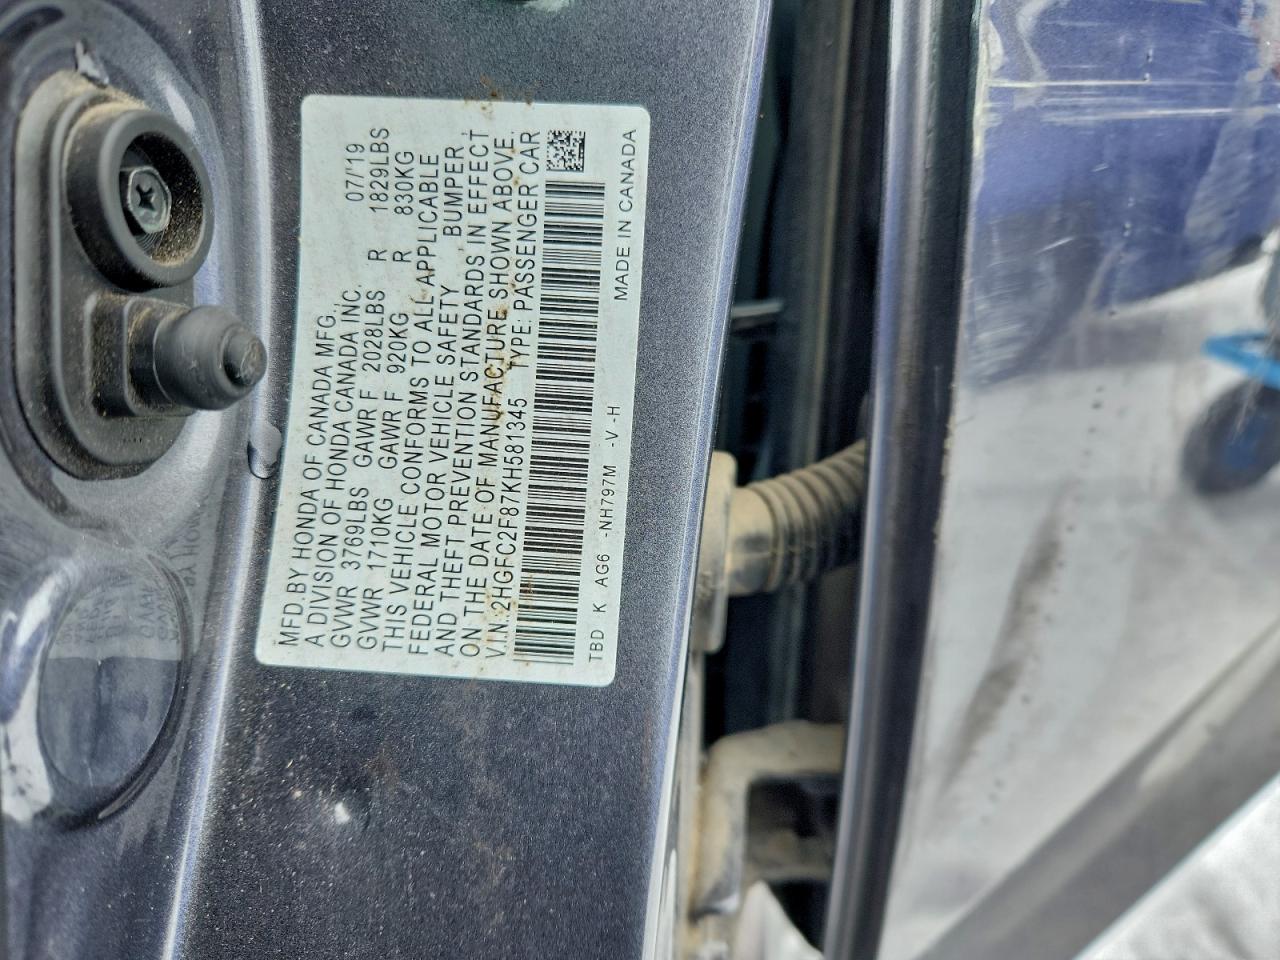 MFD.BY HONDA OF CANADA MFG., 07/'19
A DIVISION OF HONDA CANADA INC.
GVWR 3769LBS GAWR F 2028LBS R 1829LBS
GVWR 1710KG GAWR F 920KG R 830KG
THIS VEHICLE CONFORMS TO ALL APPLICABLE
FEDERAL MOTOR VEHICLE SAFETY BUMPER,
AND THEFT PREVENTION STANDARDS IN EFFECT
ON THE DATE OF MANUFACTURE SHOWN ABOVE.
V.I.N.:2HGFC2F87KH581345 TYPE: PASSENGER CAR
TBD K AG6 -NH797M -V -H
MADE IN CANADA